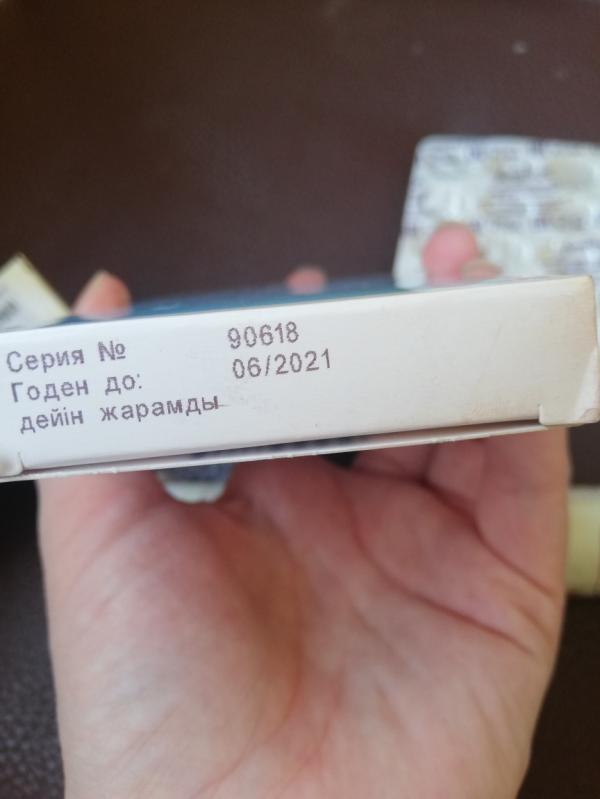 Серия № 90618
Годен до: 06/2021
дейін жарамды